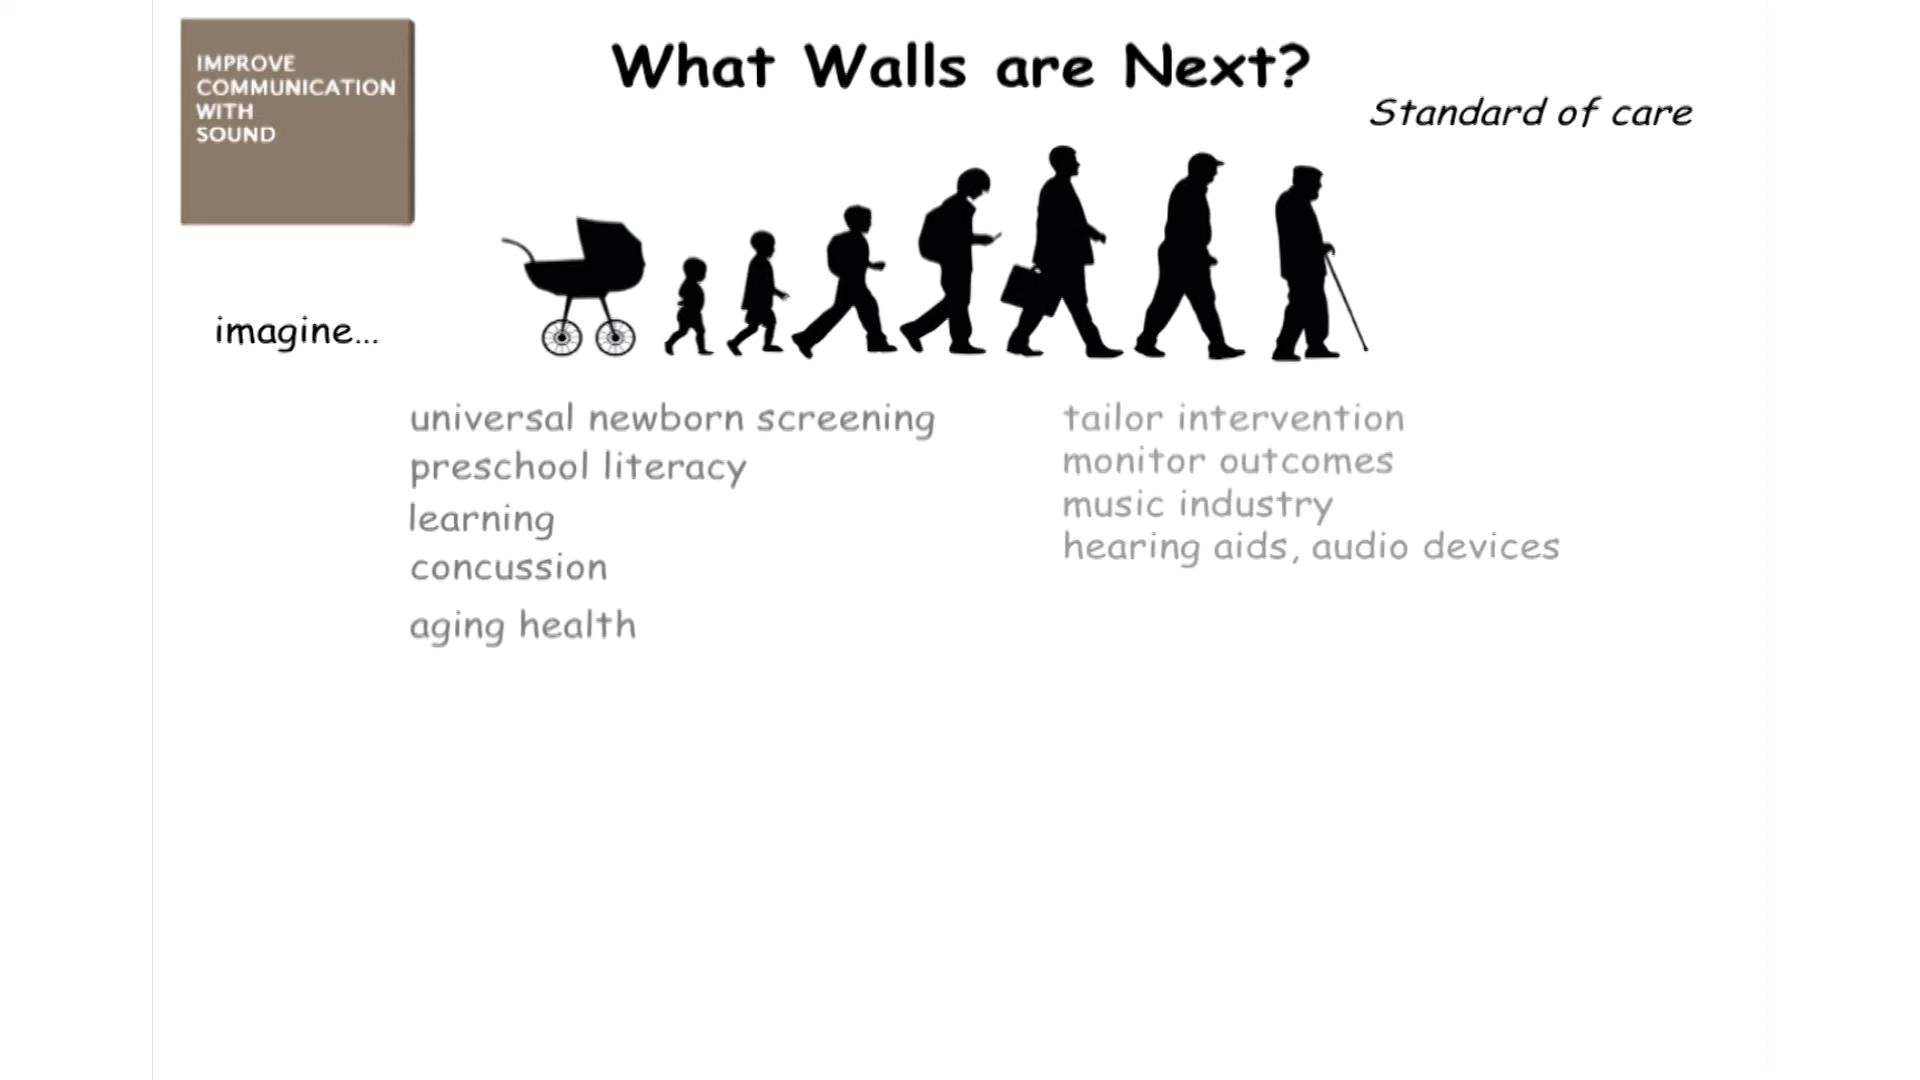 IMPROVE
COMMUNICATION
WITH
SOUND
What Walls are Next?
Standard of care
imagine...
universal newborn screening
preschool literacy
learning
concussion
aging health
tailor intervention
monitor outcomes
music industry
hearing aids, audio devices